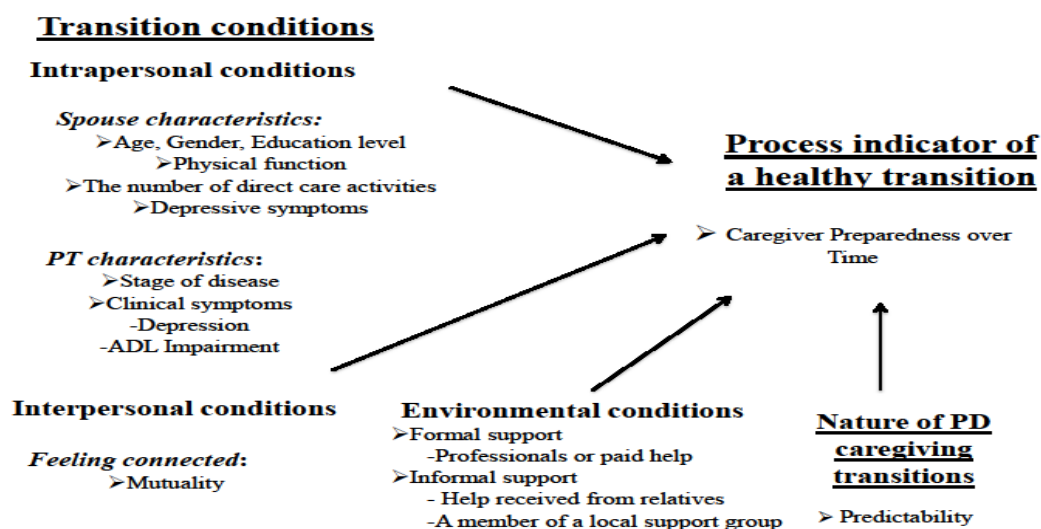 Transition conditions
Intrapersonal conditions
Spouse characteristics:
➢Age, Gender, Education level
➢Physical function
➢The number of direct care activities
➢Depressive symptoms
PT characteristics:
➢Stage of disease
➢Clinical symptoms
-Depression
-ADL Impairment
Interpersonal conditions
Feeling connected:
➢Mutuality
Environmental conditions
➢Formal support
-Professionals or paid help
➢Informal support
- Help received from relatives
-A member of a local support group
Process indicator of
a healthy transition
➢ Caregiver Preparedness over
Time
Nature of PD
caregiving
transitions
➢ Predictability